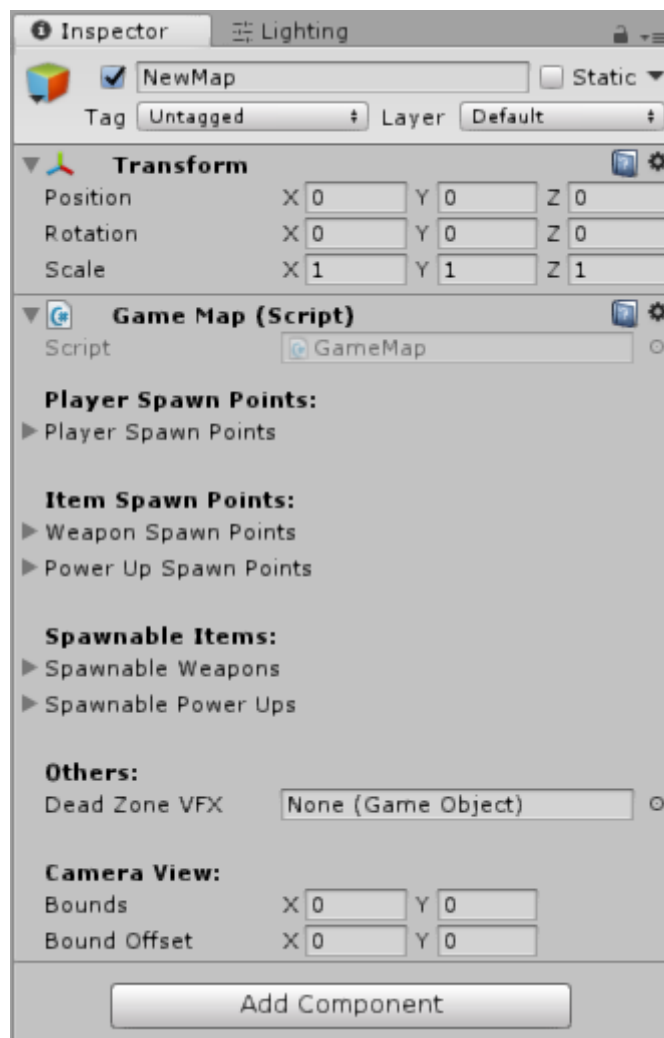 Inspector Lighting
NewMap Static
Tag Untagged Layer Default
Transform
Position X 0 Y 0 Z 0
Rotation X 0 Y 0 Z 0
Scale X 1 Y 1 Z 1
Game Map (Script)
Script GameMap
Player Spawn Points:
Player Spawn Points
Item Spawn Points:
Weapon Spawn Points
Power Up Spawn Points
Spawnable Items:
Spawnable Weapons
Spawnable Power Ups
Others:
Dead Zone VFX None (Game Object)
Camera View:
Bounds X 0 Y 0
Bound Offset X 0 Y 0
Add Component